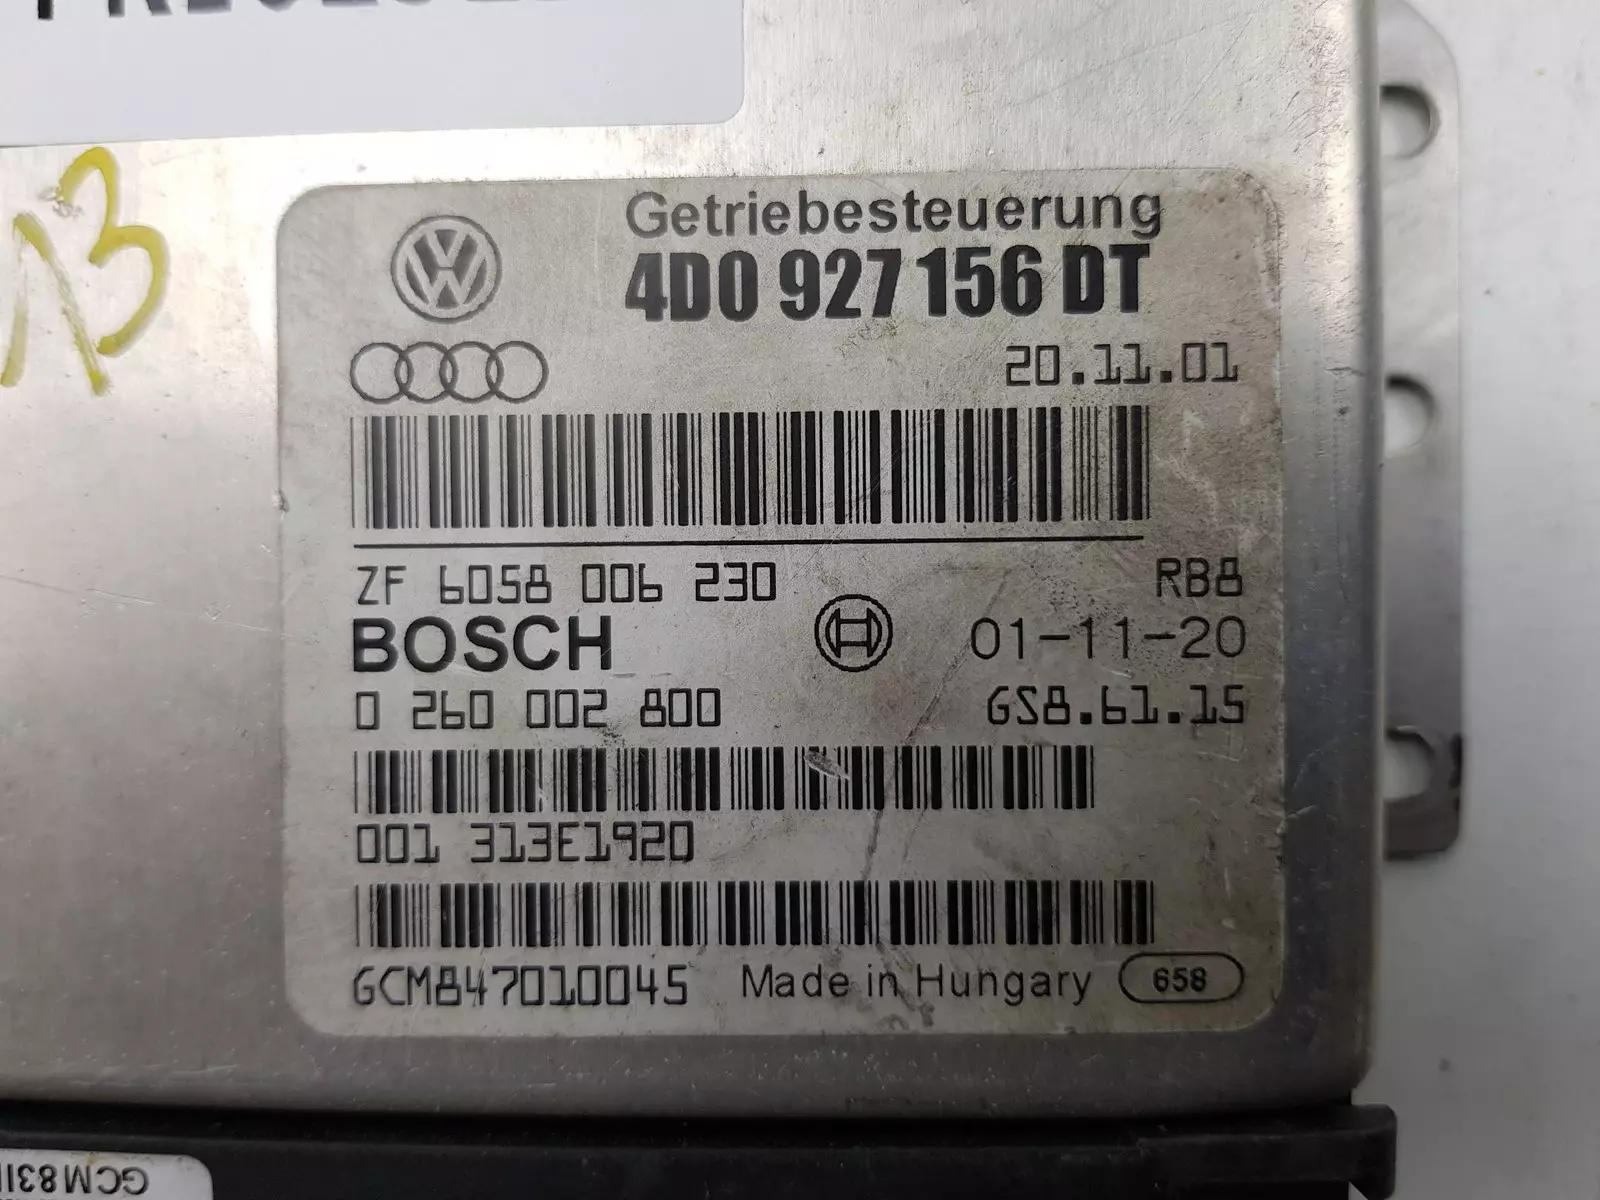 13
Getriebesteuerung
4D0 927 156 DT
20.11.01
ZF 6058 006 230 RB8
BOSCH 01-11-20
0 260 002 800 GS8.61.15
001 313E1920
GCM847010045 Made in Hungary 658